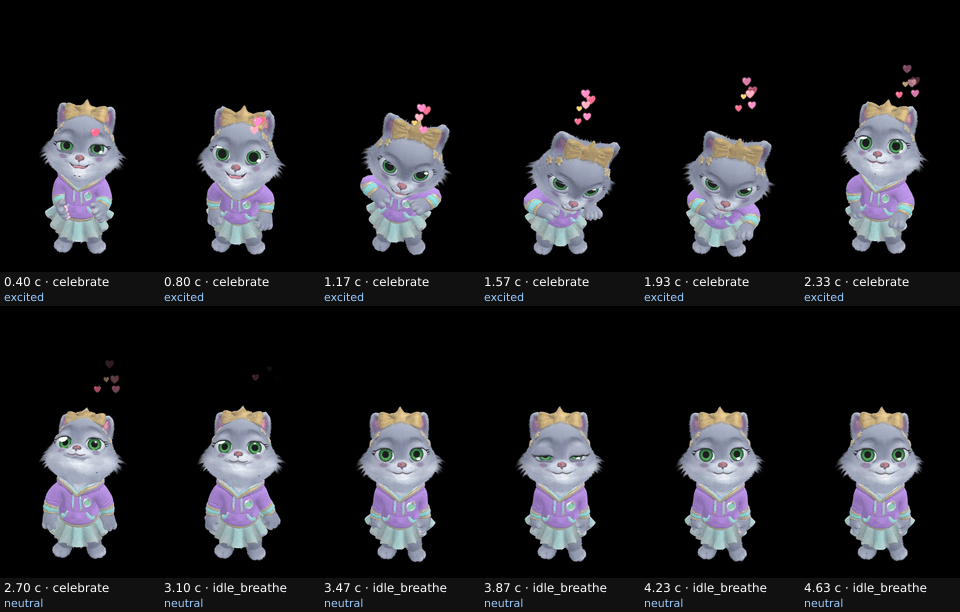 0.40 с · celebrate
excited
0.80 с · celebrate
excited
1.17 с · celebrate
excited
1.57 с · celebrate
excited
1.93 с · celebrate
excited
2.33 с · celebrate
excited
2.70 с · celebrate
neutral
3.10 с · idle_breathe
neutral
3.47 с · idle_breathe
neutral
3.87 с · idle_breathe
neutral
4.23 с · idle_breathe
neutral
4.63 с · idle_breathe
neutral